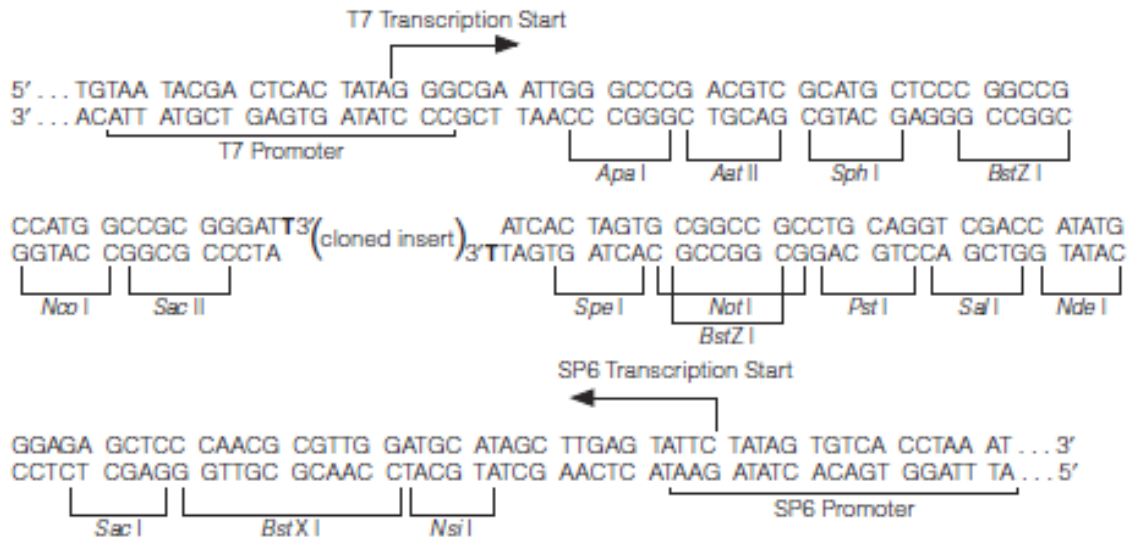 T7 Transcription Start
5′ . . . TGTAA TACGA CTCAC TATAG GGCGA ATTGG GCCCG ACGTC GCATG CTCCC GGCCG
3′ . . . ACATT ATGCT GAGTG ATATC CCGCT TAACC CGGGC TGCAG CGTAC GAGGG CCGGC
T7 Promoter
Apa I Aat II Sph I BstZ I
CCATG GCCGC GGGATT3′ (cloned insert) ATCAC TAGTG CGGCC GCCTG CAGGT CGACC ATATG
GGTAC CGGCG CCCTA 3′TTAGTG ATCAC GCCGG CGGAC GTCCA GCTGG TATAC
Nco I Sac II Spe I Not I Pst I Sal I Nde I
BstZ I
SP6 Transcription Start
GGAGA GCTCC CAACG CGTTG GATGC ATAGC TTGAG TATTC TATAG TGTCA CCTAA AT . . . 3′
CCTCT CGAGG GTTGC GCAAC CTACG TATCG AACTC ATAAG ATATC ACAGT GGATT TA . . . 5′
Sac I BstX I Nsi I SP6 Promoter